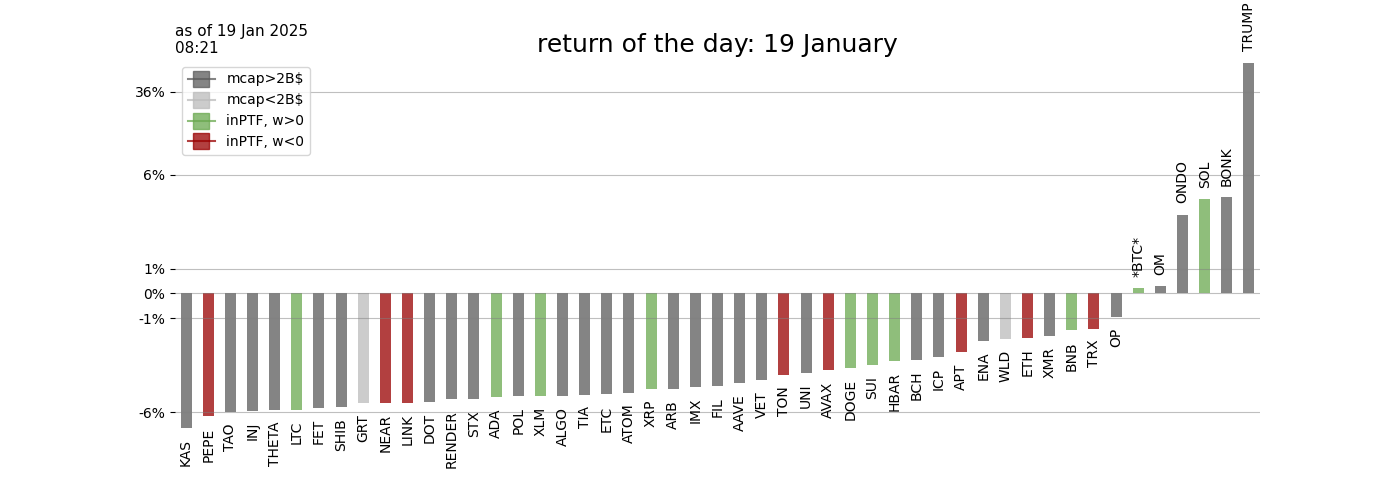 as of 19 Jan 2025
08:21
return of the day: 19 January
mcap>2B$
mcap<2B$
inPTF, w>0
inPTF, w<0
36%
6%
1%
0%
-1%
-6%
KAS
PEPE
TAO
INJ
THETA
LTC
FET
SHIB
GRT
NEAR
LINK
DOT
RENDER
STX
ADA
POL
XLM
ALGO
TIA
ETC
ATOM
XRP
ARB
IMX
FIL
AAVE
VET
TON
UNI
AVAX
DOGE
SUI
HBAR
BCH
ICP
APT
ENA
WLD
ETH
XMR
BNB
TRX
OP
*BTC*
OM
ONDO
SOL
BONK
TRUMP